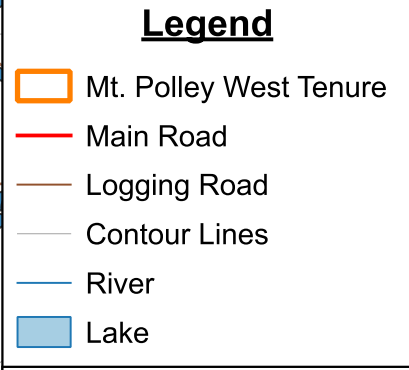 Legend
Mt. Polley West Tenure
Main Road
Logging Road
Contour Lines
River
Lake